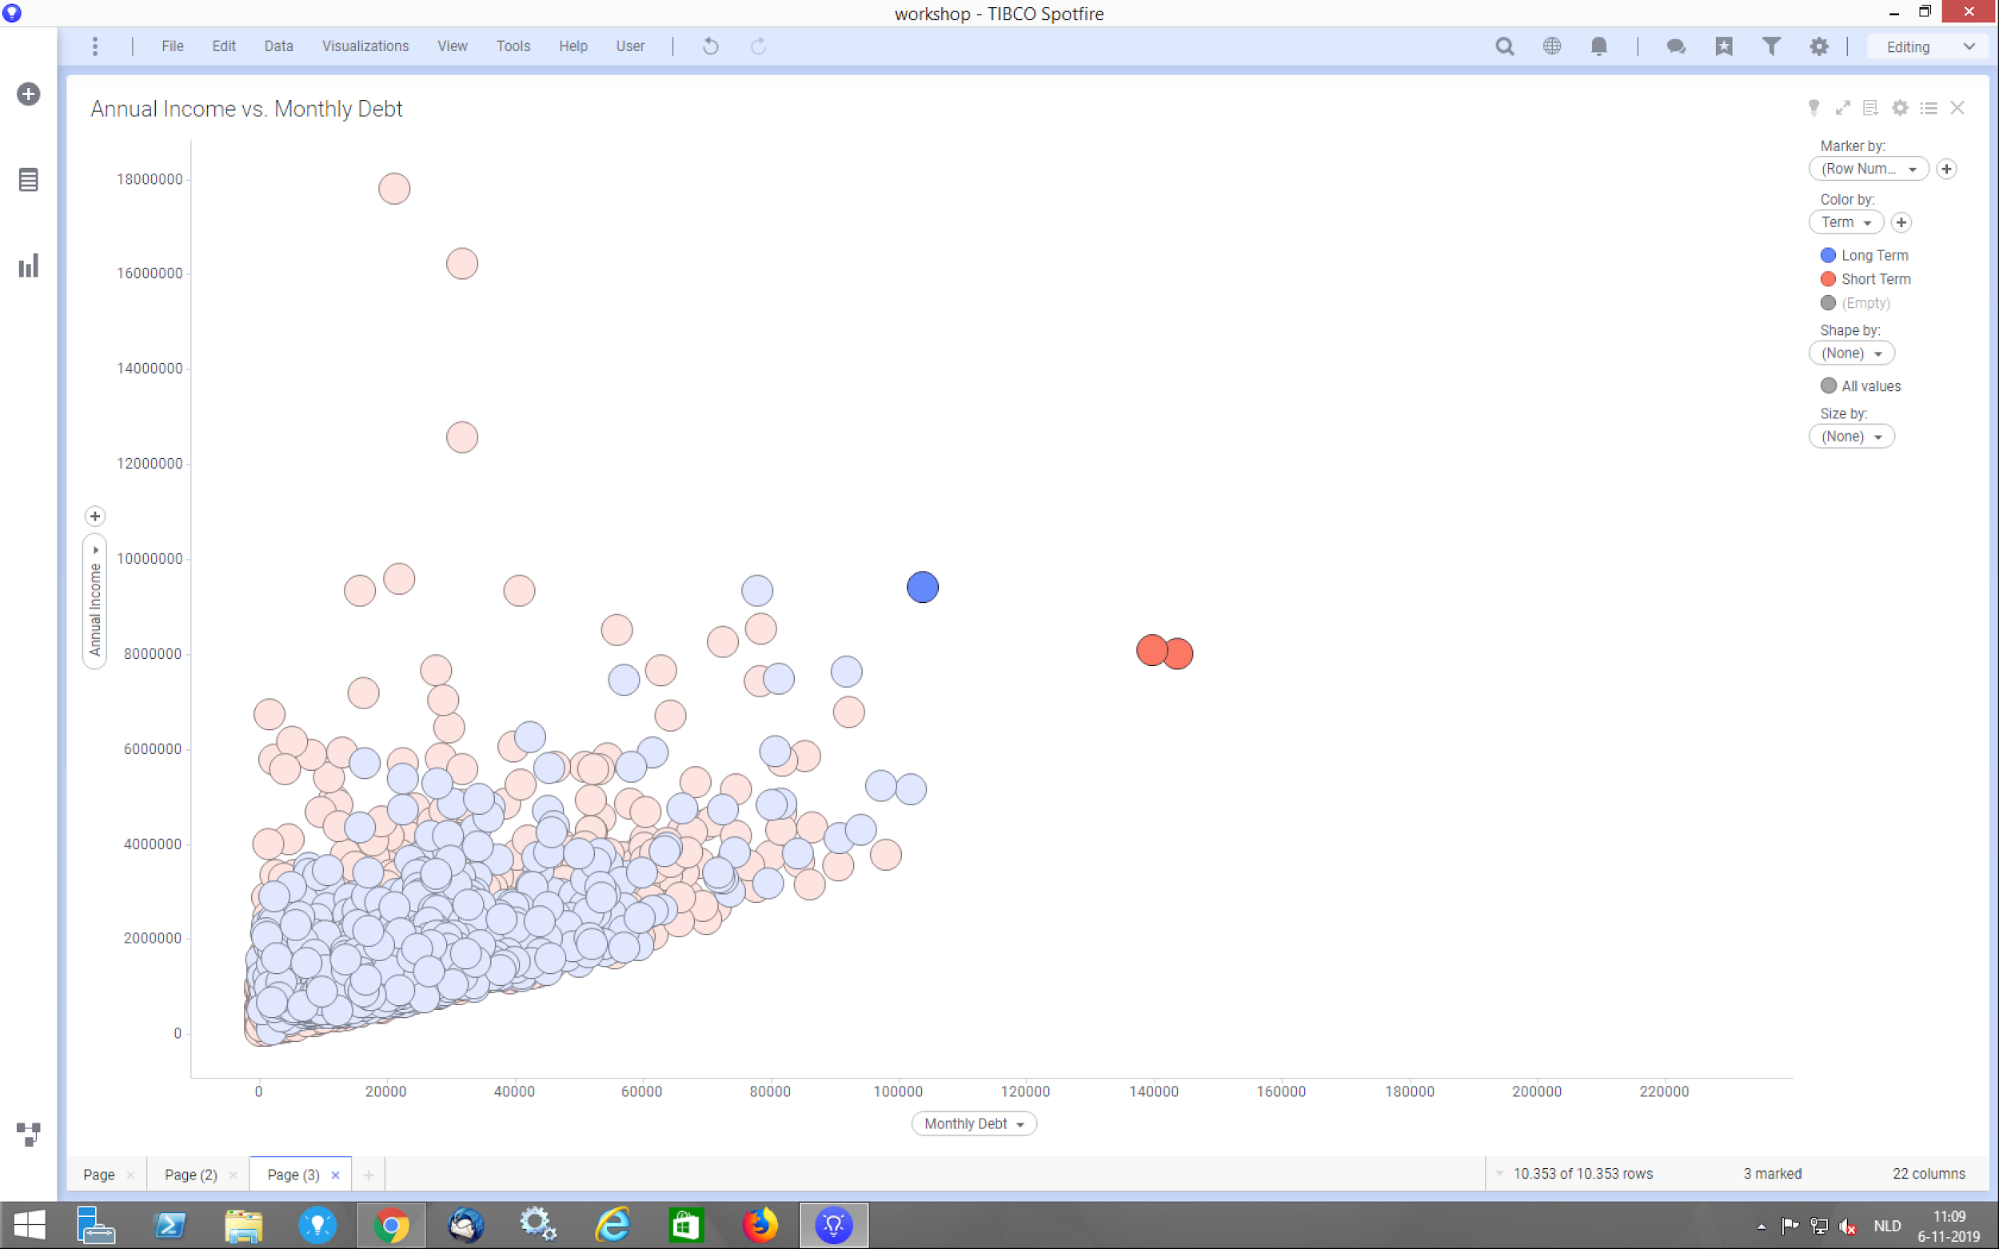 workshop - TIBCO Spotfire
File Edit Data Visualizations View Tools Help User Editing
Annual Income vs. Monthly Debt
Marker by:
(Row Num...
Color by:
Term
Long Term
Short Term
(Empty)
Shape by:
(None)
All values
Size by:
(None)
18000000
16000000
14000000
12000000
10000000
8000000
6000000
4000000
2000000
0
Annual Income
0 20000 40000 60000 80000 100000 120000 140000 160000 180000 200000 220000
Monthly Debt
Page Page (2) Page (3) 10.353 of 10.353 rows 3 marked 22 columns
NLD
11:09
6-11-2019